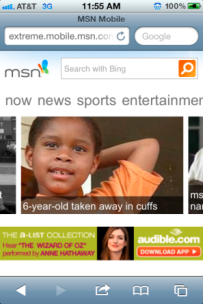 AT&T 3G 11:55 AM 100%
MSN Mobile
extreme.mobile.msn.co
Google
msn
Search with Bing
now news sports entertainmen
6-year-old taken away in cuffs
THE a-LIST COLLECTION
Hear "THE WIZARD OF OZ"
performed by ANNE HATHAWAY
audible.com
DOWNLOAD APP ►